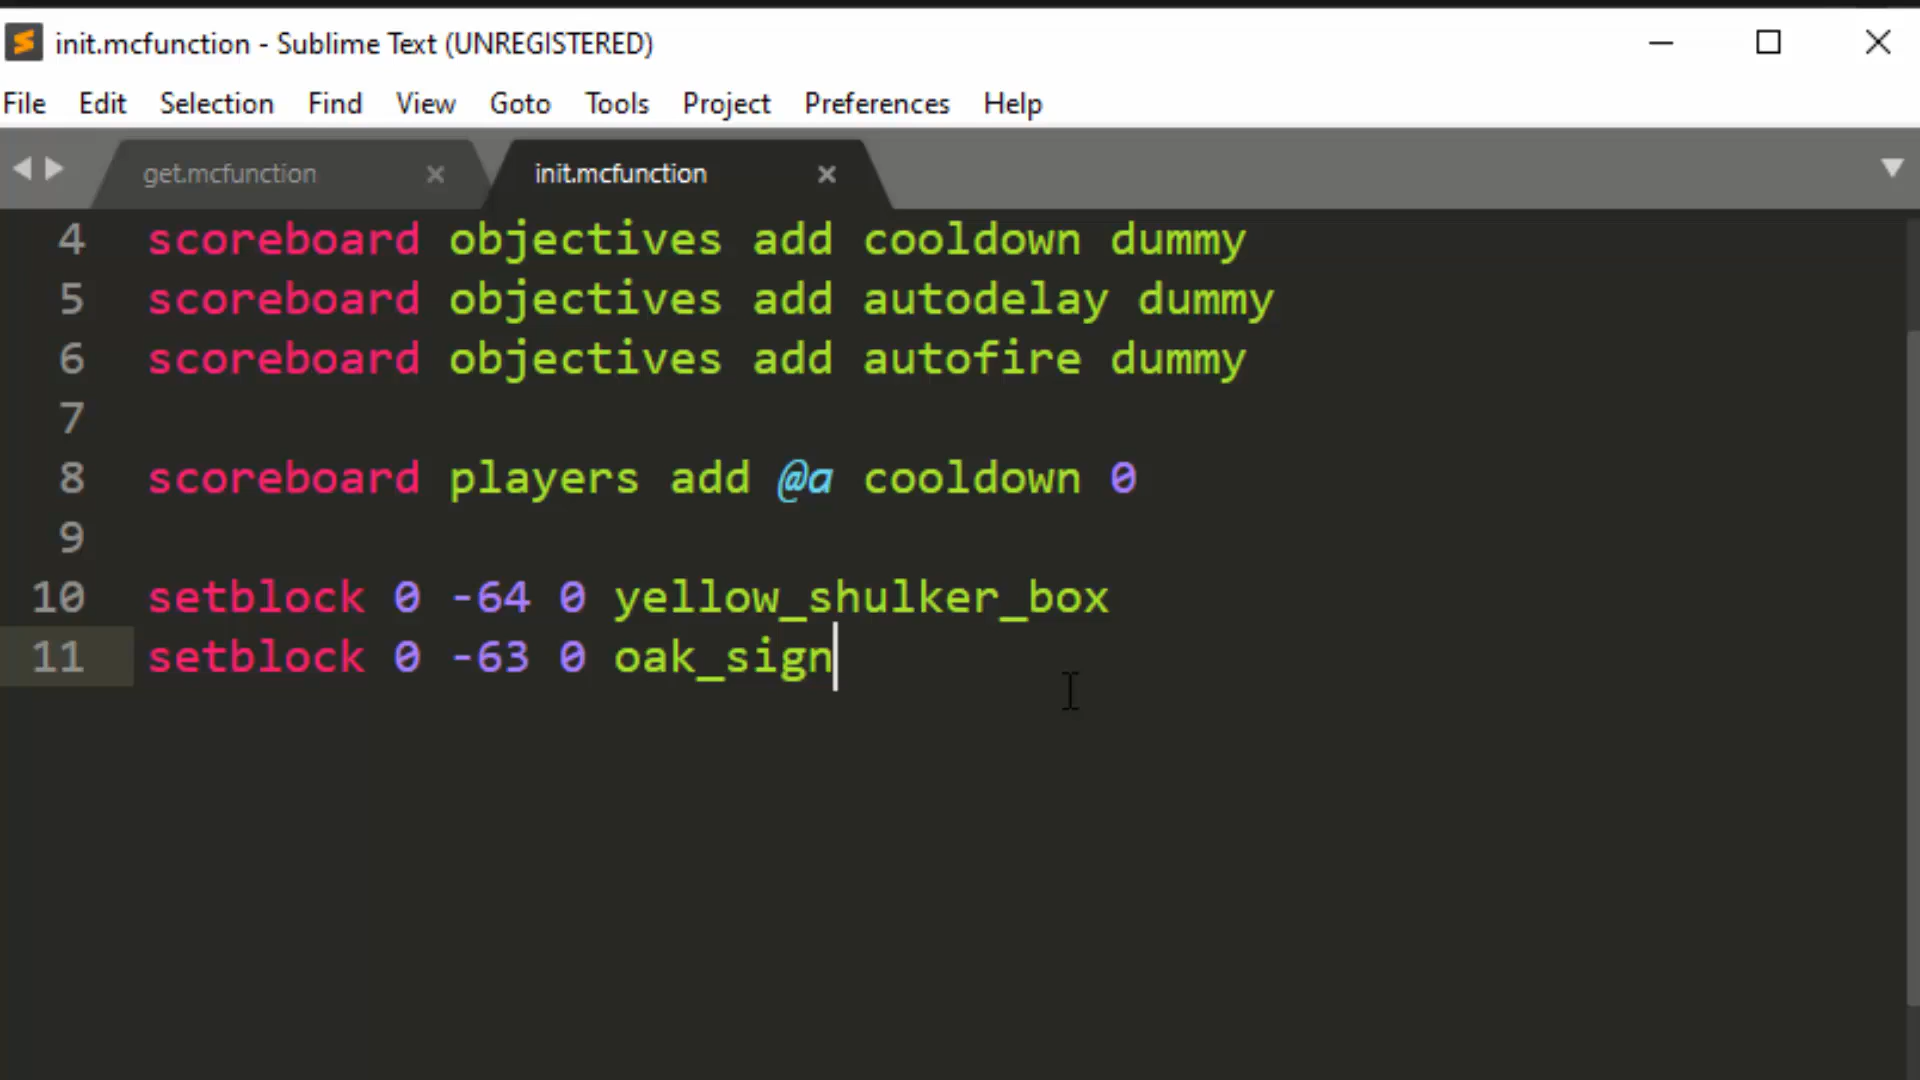 init.mcfunction - Sublime Text (UNREGISTERED)
File Edit Selection Find View Goto Tools Project Preferences Help
get.mcfunction × init.mcfunction ×
4 scoreboard objectives add cooldown dummy
5 scoreboard objectives add autodelay dummy
6 scoreboard objectives add autofire dummy
7
8 scoreboard players add @a cooldown 0
9
10 setblock 0 -64 0 yellow_shulker_box
11 setblock 0 -63 0 oak_sign